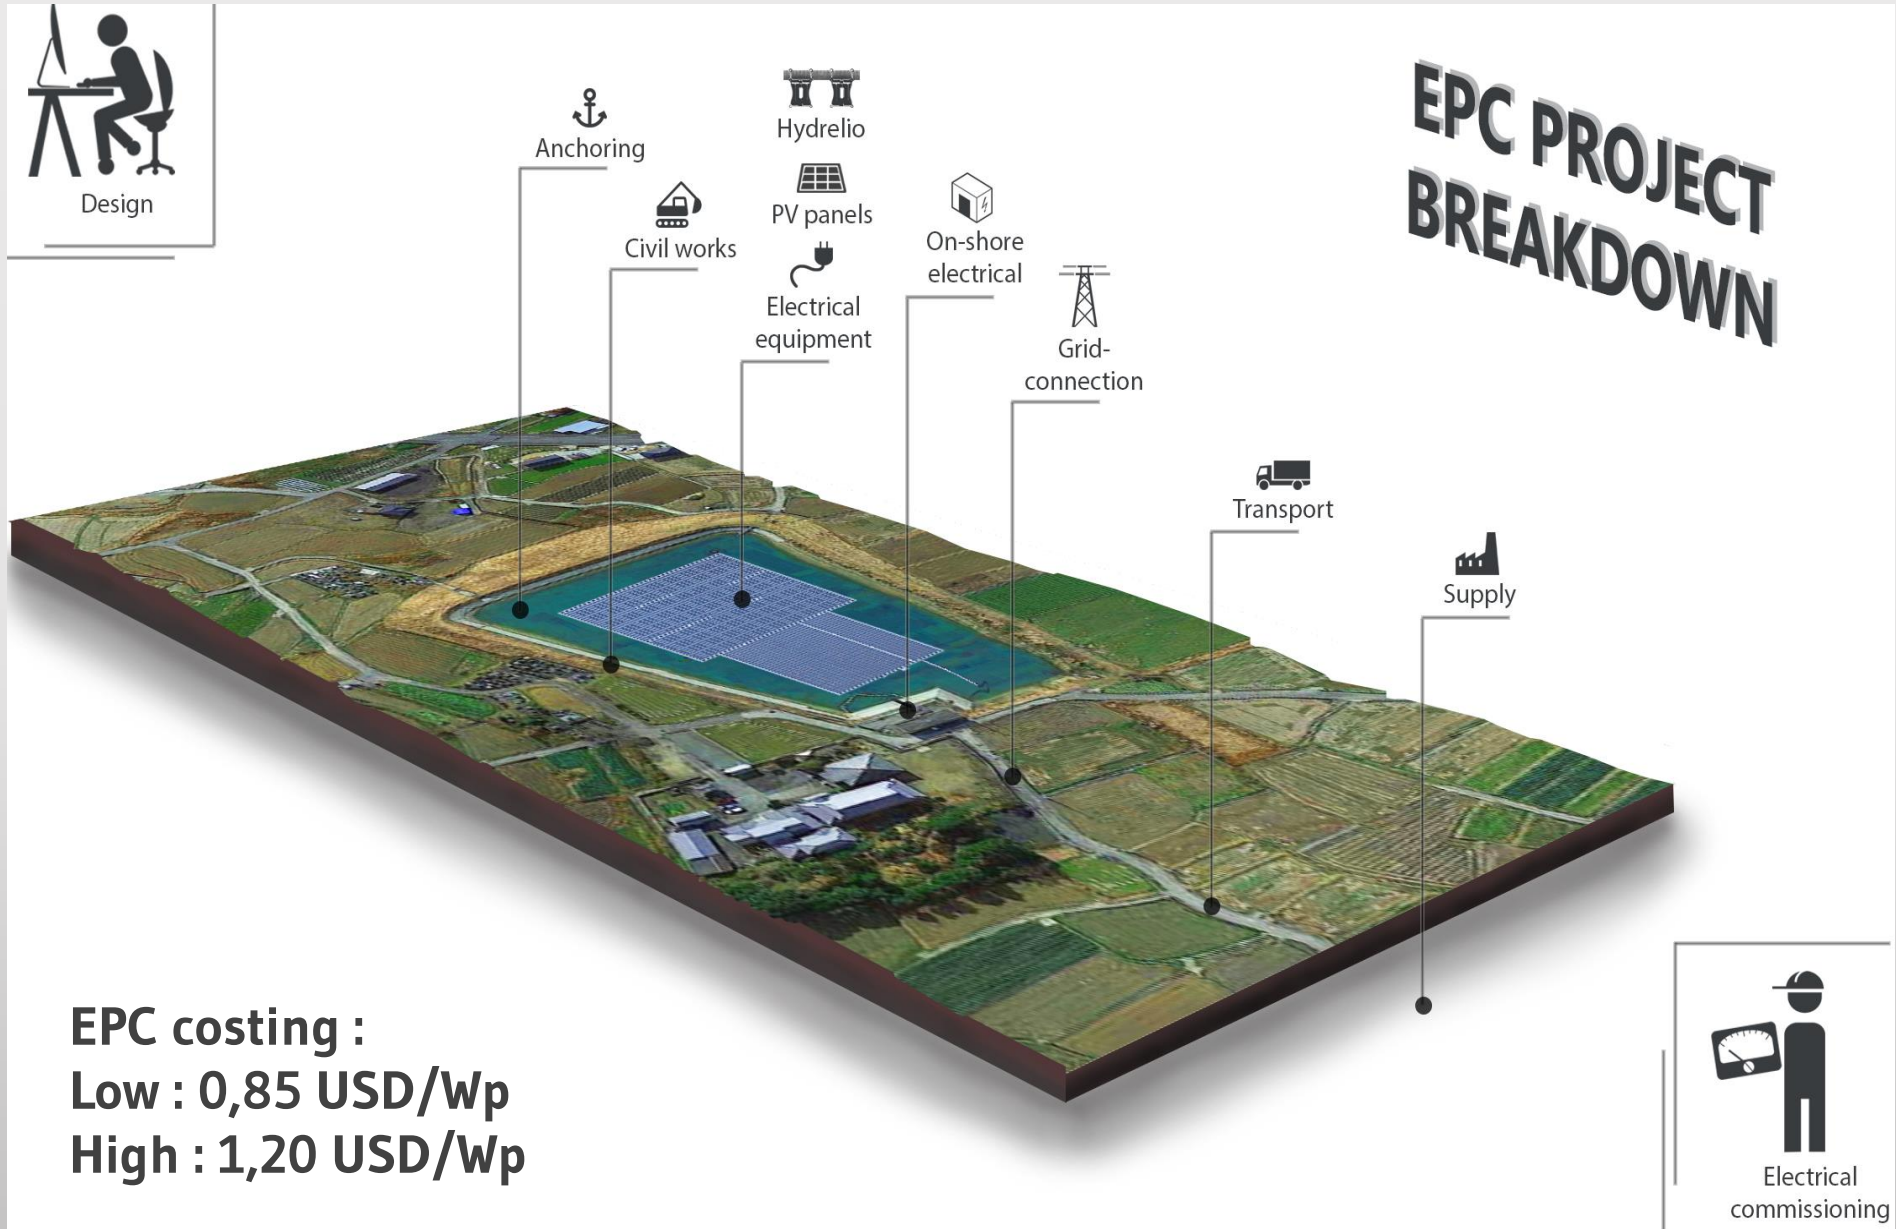 Design
Anchoring
Civil works
Hydrelio
PV panels
Electrical
equipment
On-shore
electrical
Grid-
connection
Transport
Supply
EPC PROJECT
BREAKDOWN
EPC costing :
Low : 0,85 USD/Wp
High : 1,20 USD/Wp
Electrical
commissioning